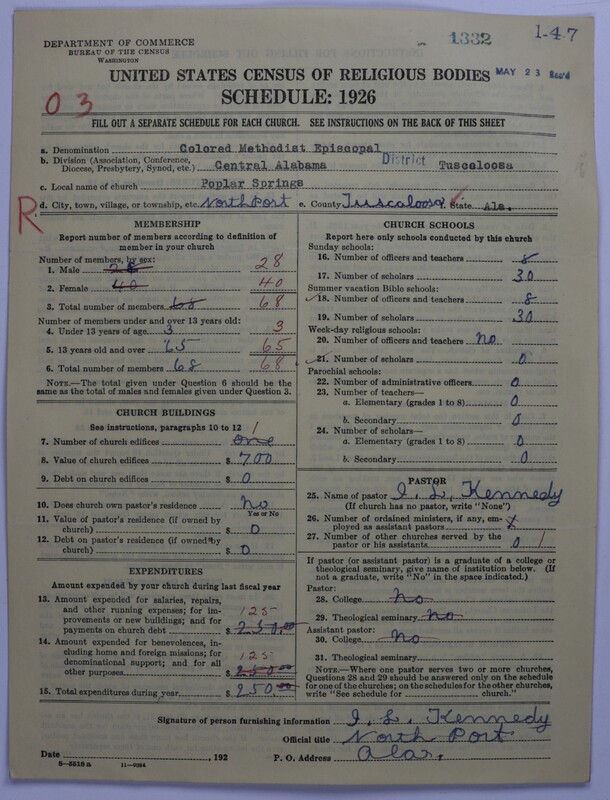 DEPARTMENT OF COMMERCE
BUREAU OF THE CENSUS
WASHINGTON
1332
1-47
UNITED STATES CENSUS OF RELIGIOUS BODIES
MAY 23 Rec'd
SCHEDULE: 1926
03
FILL OUT A SEPARATE SCHEDULE FOR EACH CHURCH. SEE INSTRUCTIONS ON THE BACK OF THIS SHEET
a. Denomination Colored Methodist Episcopal
b. Division (Association, Conference, Diocese, Presbytery, Synod, etc.) Central Alabama District Tuscaloosa
c. Local name of church Poplar Springs
R
d. City, town, village, or township, etc. North Port e. County Tuscaloosa f. State Ala.
MEMBERSHIP
Report number of members according to definition of
member in your church
Number of members, by sex:
1. Male 28 28
2. Female 40 40
3. Total number of members 68 68
Number of members under and over 13 years old:
4. Under 13 years of age 3 3
5. 13 years old and over 65 65
6. Total number of members 68 68
NOTE.—The total given under Question 6 should be
same as the total of males and females given under Question 3.
CHURCH BUILDINGS
See instructions, paragraphs 10 to 12
7. Number of church edifices one 1
8. Value of church edifices $ 700
9. Debt on church edifices $ 0
10. Does church own pastor's residence No
Yes or No
11. Value of pastor's residence (if owned by
church) $ 0
12. Debt on pastor's residence (if owned by
church) $ 0
EXPENDITURES
Amount expended by your church during last fiscal year
13. Amount expended for salaries, repairs,
and other running expenses; for im-
provements or new buildings; and for
payments on church debt $ 250.00 125
14. Amount expended for benevolences, in-
cluding home and foreign missions; for
denominational support; and for all
other purposes $ 250.00 125
15. Total expenditures during year $ 250.00
CHURCH SCHOOLS
Report here only schools conducted by this church
Sunday schools:
16. Number of officers and teachers 8
17. Number of scholars 30
Summer vacation Bible schools:
18. Number of officers and teachers 8
19. Number of scholars 30
Week-day religious schools:
20. Number of officers and teachers No
21. Number of scholars 0
Parochial schools:
22. Number of administrative officers 0
23. Number of teachers—
a. Elementary (grades 1 to 8) 0
b. Secondary 0
24. Number of scholars—
a. Elementary (grades 1 to 8) 0
b. Secondary 0
PASTOR
25. Name of pastor I. L. Kennedy
(If church has no pastor, write "None")
26. Number of ordained ministers, if any, em-
ployed as assistant pastors
27. Number of other churches served by the
pastor or his assistants 0 1
If pastor (or assistant pastor) is a graduate of a college or
theological seminary, give name of institution below. (If
not a graduate, write "No" in the space indicated.)
Pastor:
28. College No
29. Theological seminary No
Assistant pastor:
30. College No
31. Theological seminary
NOTE.—Where one pastor serves two or more churches,
Questions 28 and 29 should be answered only on the schedule
for one of the churches; on the schedules for the other churches,
write "See schedule for church."
Signature of person furnishing information I. L. Kennedy
Official title North Port
Date , 192 P. O. Address Ala.
8-5518a 11-9034